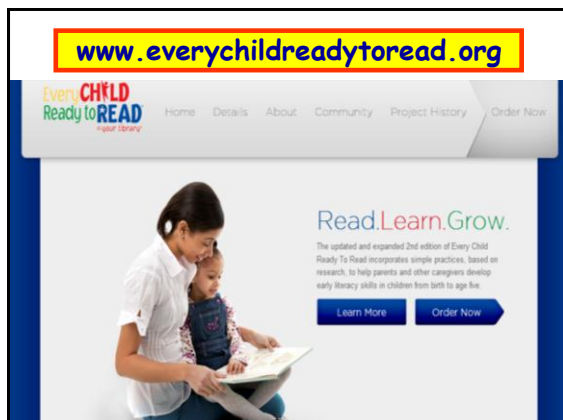 www.everychildreadytoread.org
Every CHILD
Ready to READ
in your library
Home Details About Community Project History Order Now
Read.Learn.Grow.
The updated and expanded 2nd edition of Every Child
Ready To Read incorporates simple practices, based on
research, to help parents and other caregivers develop
early literacy skills in children from birth to age five.
Learn More Order Now